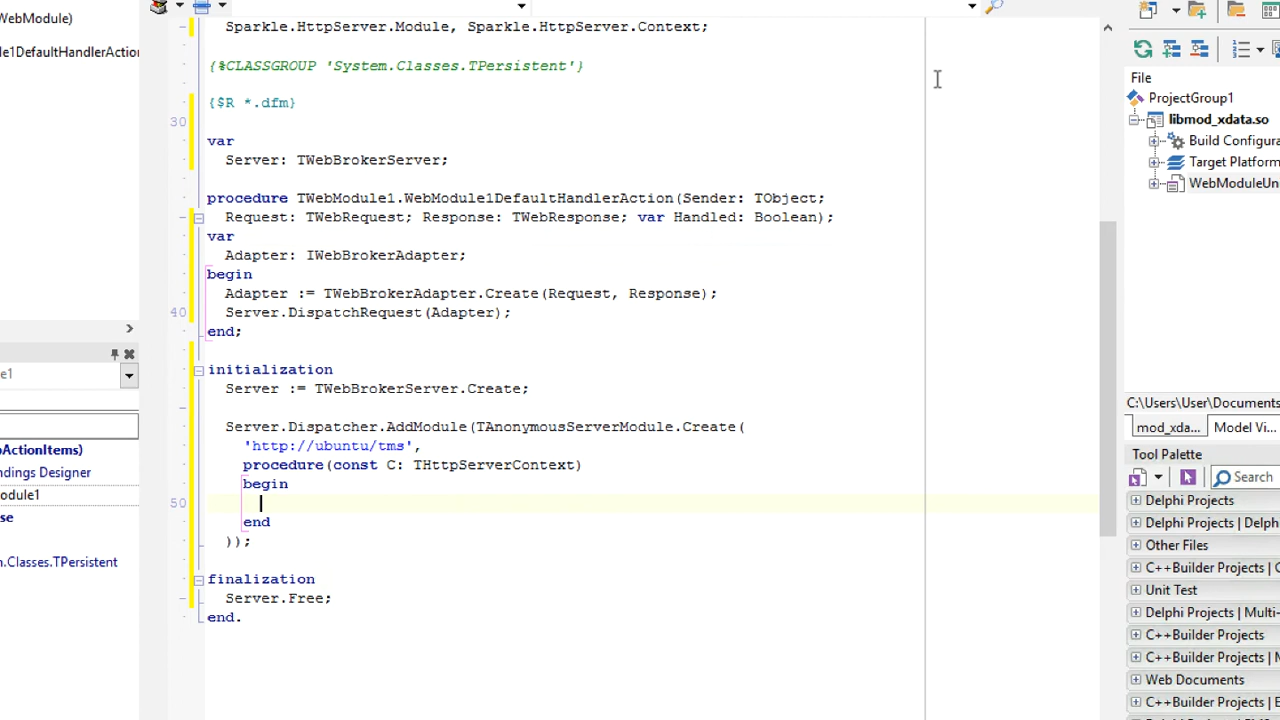 WebModule)
e1DefaultHandlerAction
e1
ActionItems)
ndings Designer
odule1
se
n.Classes.TPersistent
Sparkle.HttpServer.Module, Sparkle.HttpServer.Context;
{%CLASSGROUP 'System.Classes.TPersistent'}
{$R *.dfm}
30
var
Server: TWebBrokerServer;
procedure TWebModule1.WebModule1DefaultHandlerAction(Sender: TObject;
Request: TWebRequest; Response: TWebResponse; var Handled: Boolean);
var
Adapter: IWebBrokerAdapter;
begin
Adapter := TWebBrokerAdapter.Create(Request, Response);
40 Server.DispatchRequest(Adapter);
end;
initialization
Server := TWebBrokerServer.Create;
Server.Dispatcher.AddModule(TAnonymousServerModule.Create(
'http://ubuntu/tms',
procedure(const C: THttpServerContext)
begin
50
end
));
finalization
Server.Free;
end.
File
ProjectGroup1
libmod_xdata.so
Build Configura
Target Platform
WebModuleUn
C:\Users\User\Documents
mod_xda... Model Vi...
Tool Palette
Search
Delphi Projects
Delphi Projects | Delph
Other Files
C++Builder Projects | C
Unit Test
Delphi Projects | Multi-
C++Builder Projects
C++Builder Projects | M
Web Documents
C++Builder Projects | E